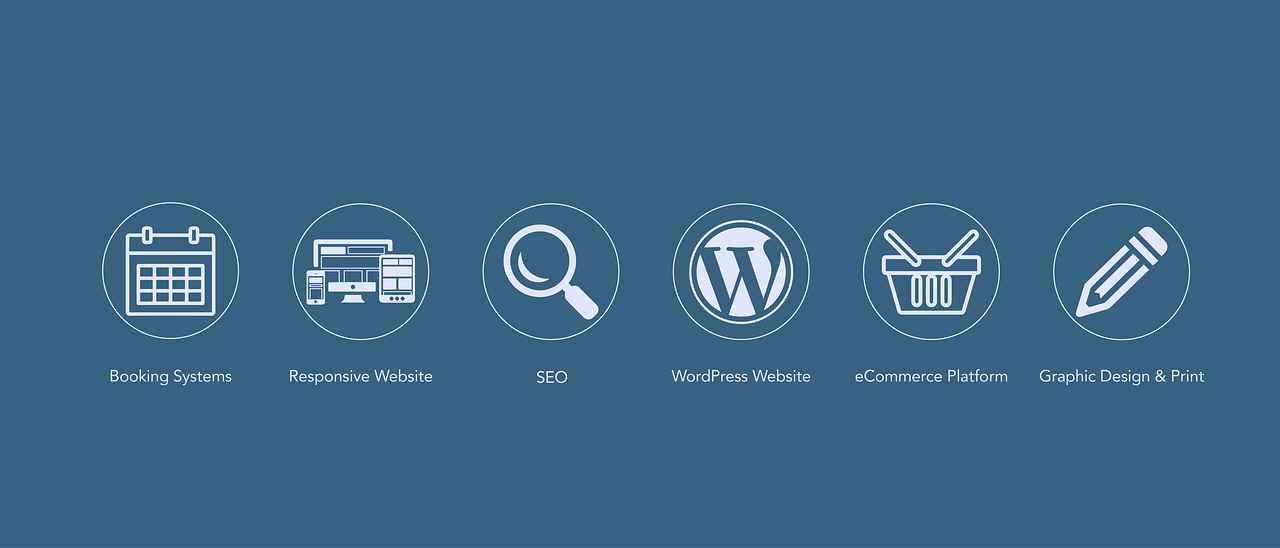 Booking Systems
Responsive Website
SEO
WordPress Website
eCommerce Platform
Graphic Design & Print